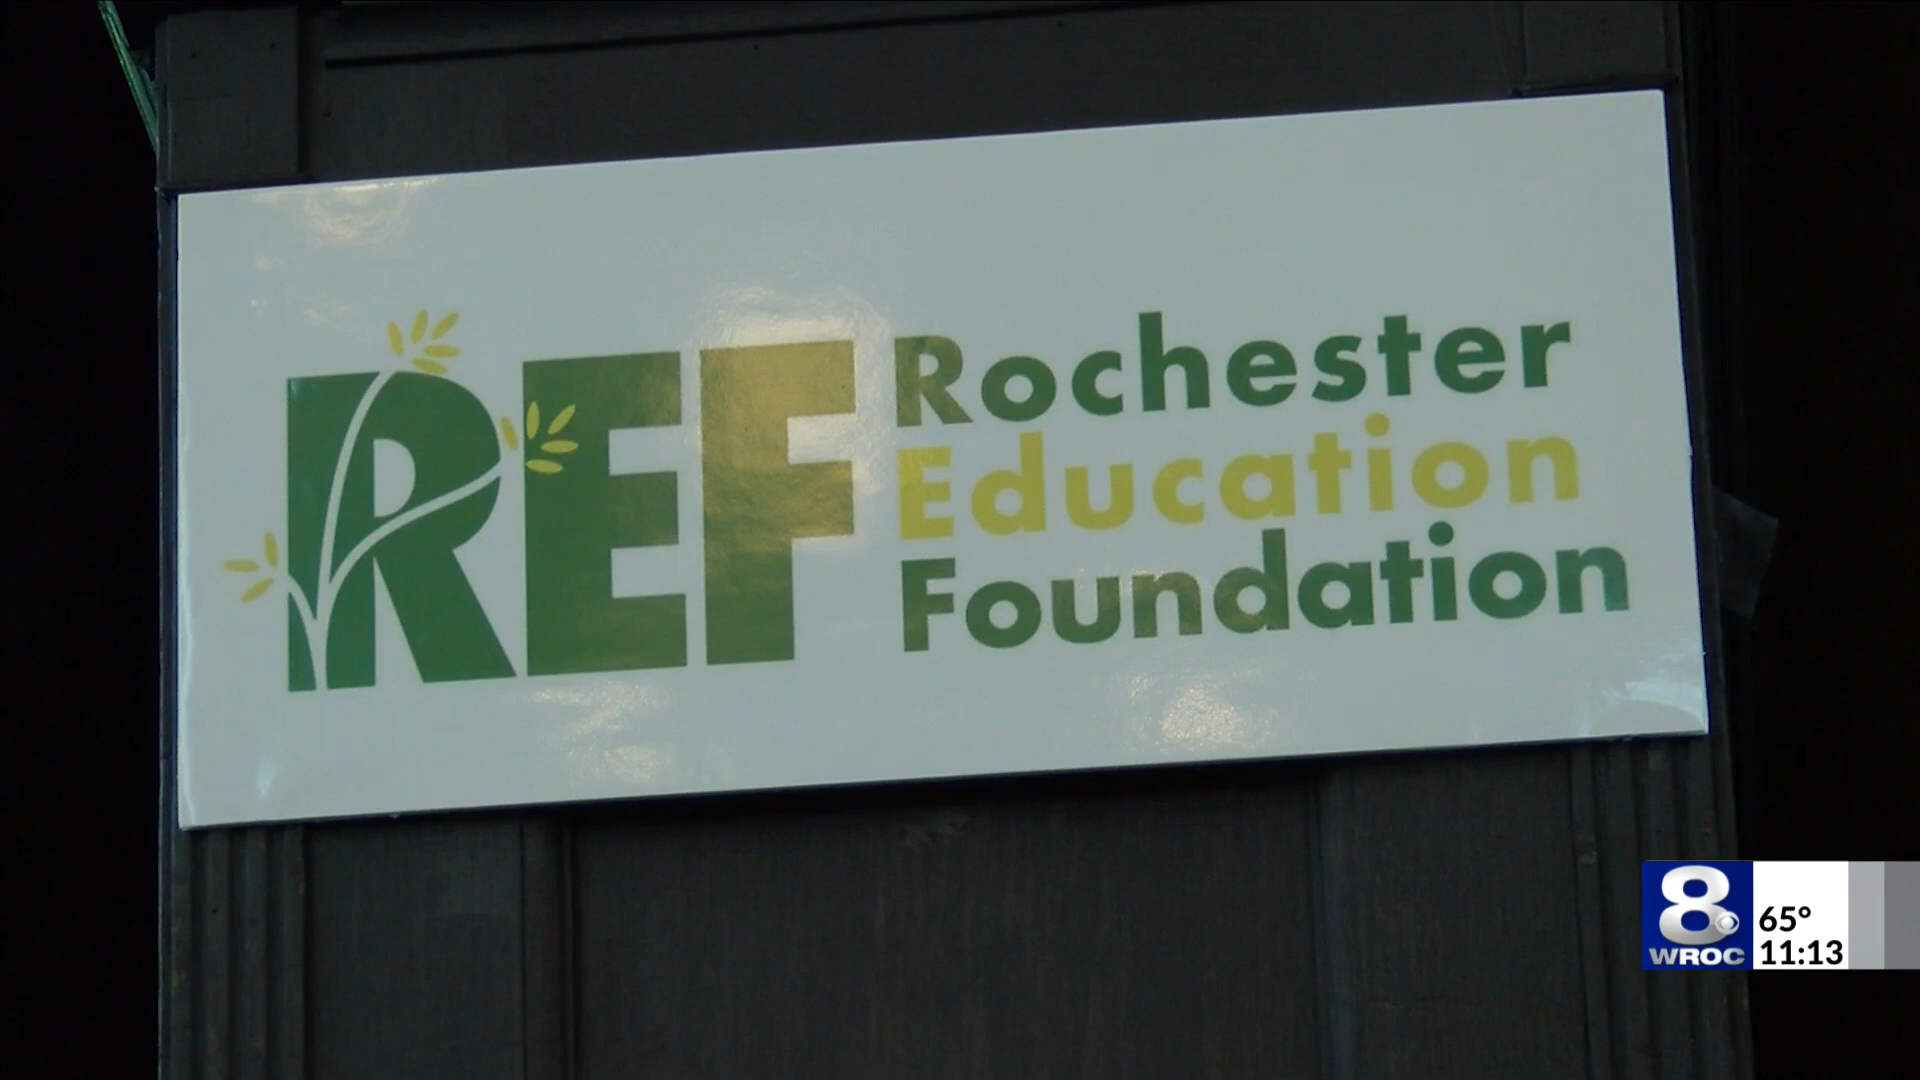 REF
Rochester
Education
Foundation
8
WROC
65°
11:13